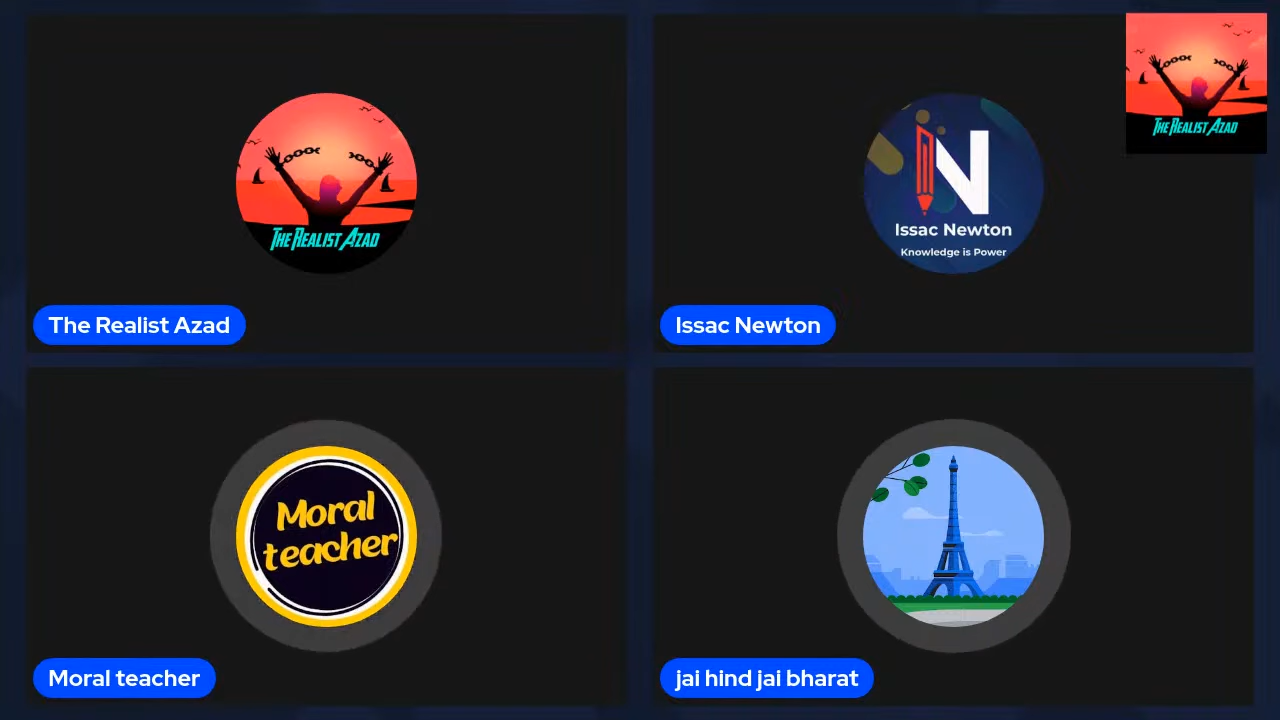 The Realist Azad
The Realist Azad
Issac Newton
Knowledge is Power
Issac Newton
The Realist Azad
Moral
teacher
Moral teacher
jai hind jai bharat